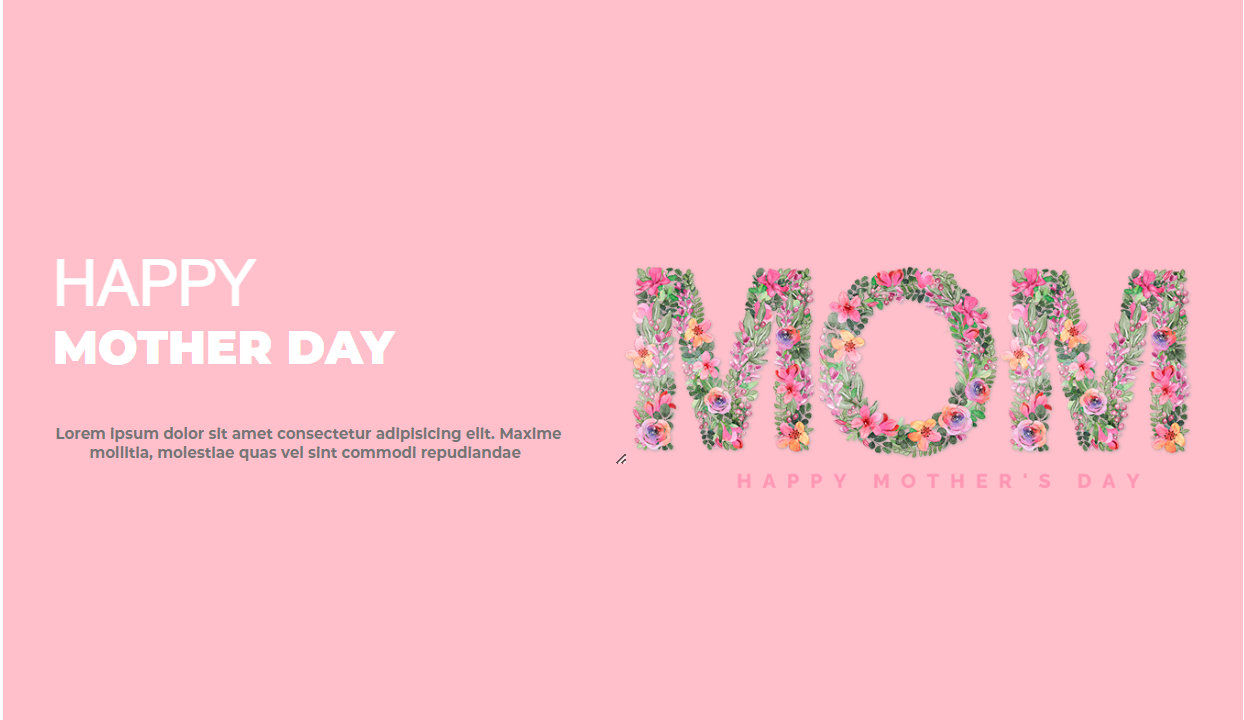 HAPPY
MOTHER DAY
Lorem ipsum dolor sit amet consectetur adipisicing elit. Maxime
mollitia, molestiae quas vel sint commodi repudiandae
MOM
HAPPY MOTHER'S DAY